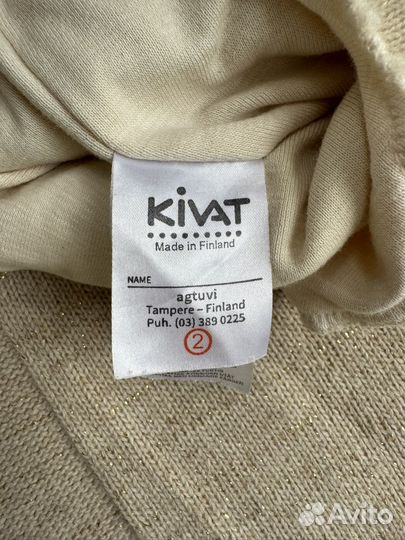 KiVAT
Made in Finland
NAME
agtuvi
Tampere – Finland
Puh. (03) 389 0225
2
Avito